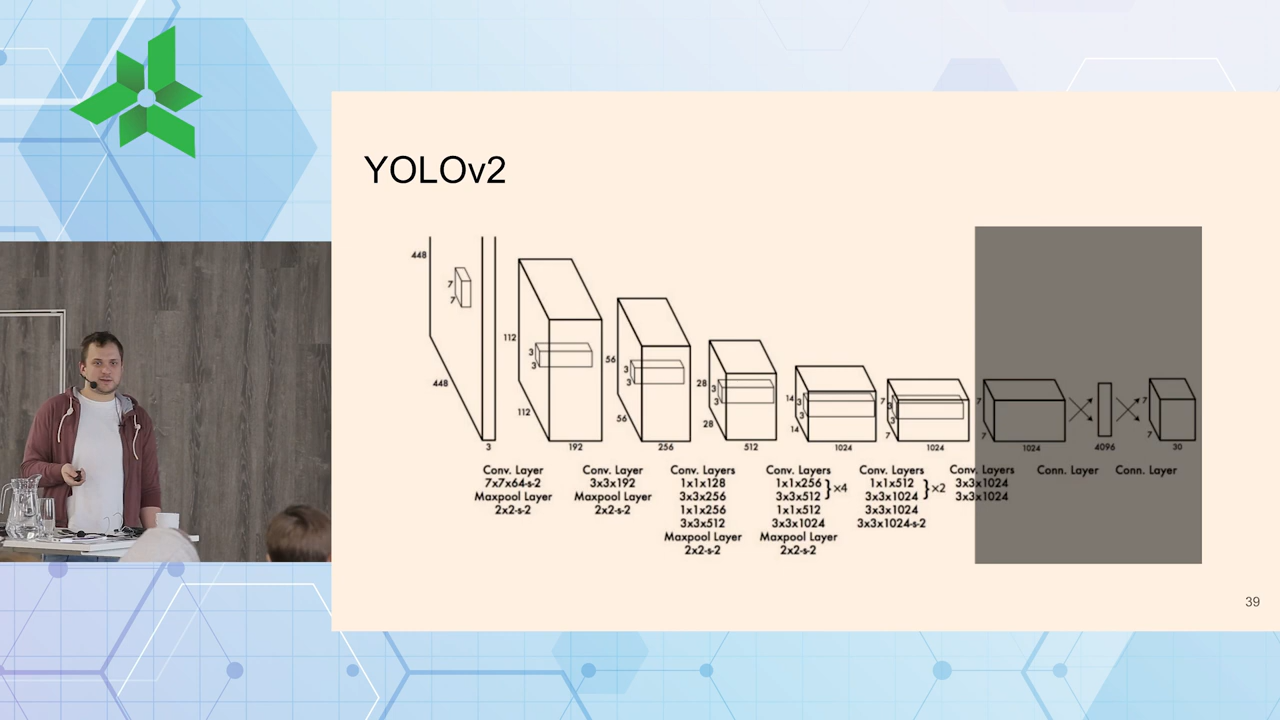 YOLOv2
448
7
7
448
3
112
3
3
112
192
56
3
3
56
256
28
3
3
28
512
14
3
3
14
1024
7
3
3
7
1024
7
7
1024
4096
7
7
30
Conv. Layer
7x7x64-s-2
Maxpool Layer
2x2-s-2
Conv. Layer
3x3x192
Maxpool Layer
2x2-s-2
Conv. Layers
1x1x128
3x3x256
1x1x256
3x3x512
Maxpool Layer
2x2-s-2
Conv. Layers
1x1x256
3x3x512
}×4
1x1x512
3x3x1024
Maxpool Layer
2x2-s-2
Conv. Layers
1x1x512
3x3x1024
}×2
3x3x1024
3x3x1024-s-2
Conv. Layers
3x3x1024
3x3x1024
Conn. Layer
Conn. Layer
39